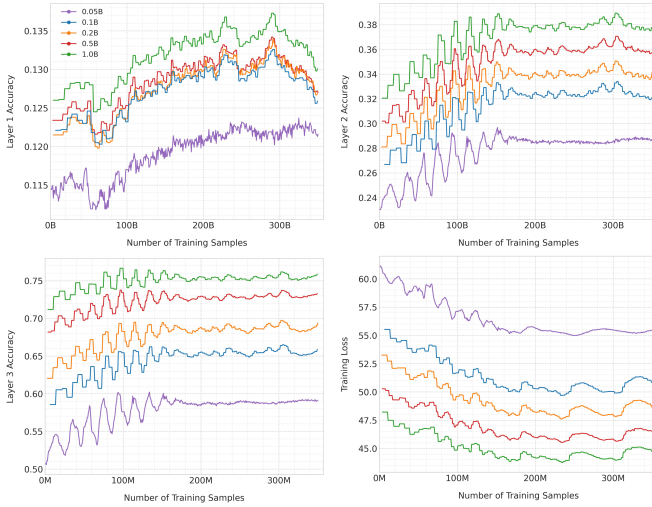 0.135
0.130
0.125
0.120
0.115
Layer 1 Accuracy
0.05B
0.1B
0.2B
0.5B
1.0B
0B
100B
200B
300B
Number of Training Samples
0.38
0.36
0.34
0.32
0.30
0.28
0.26
0.24
Layer 2 Accuracy
0B
100B
200B
300B
Number of Training Samples
0.75
0.70
0.65
0.60
0.55
0.50
Layer 3 Accuracy
0M
100M
200M
300M
Number of Training Samples
60.0
57.5
55.0
52.5
50.0
47.5
45.0
Training Loss
0M
100M
200M
300M
Number of Training Samples